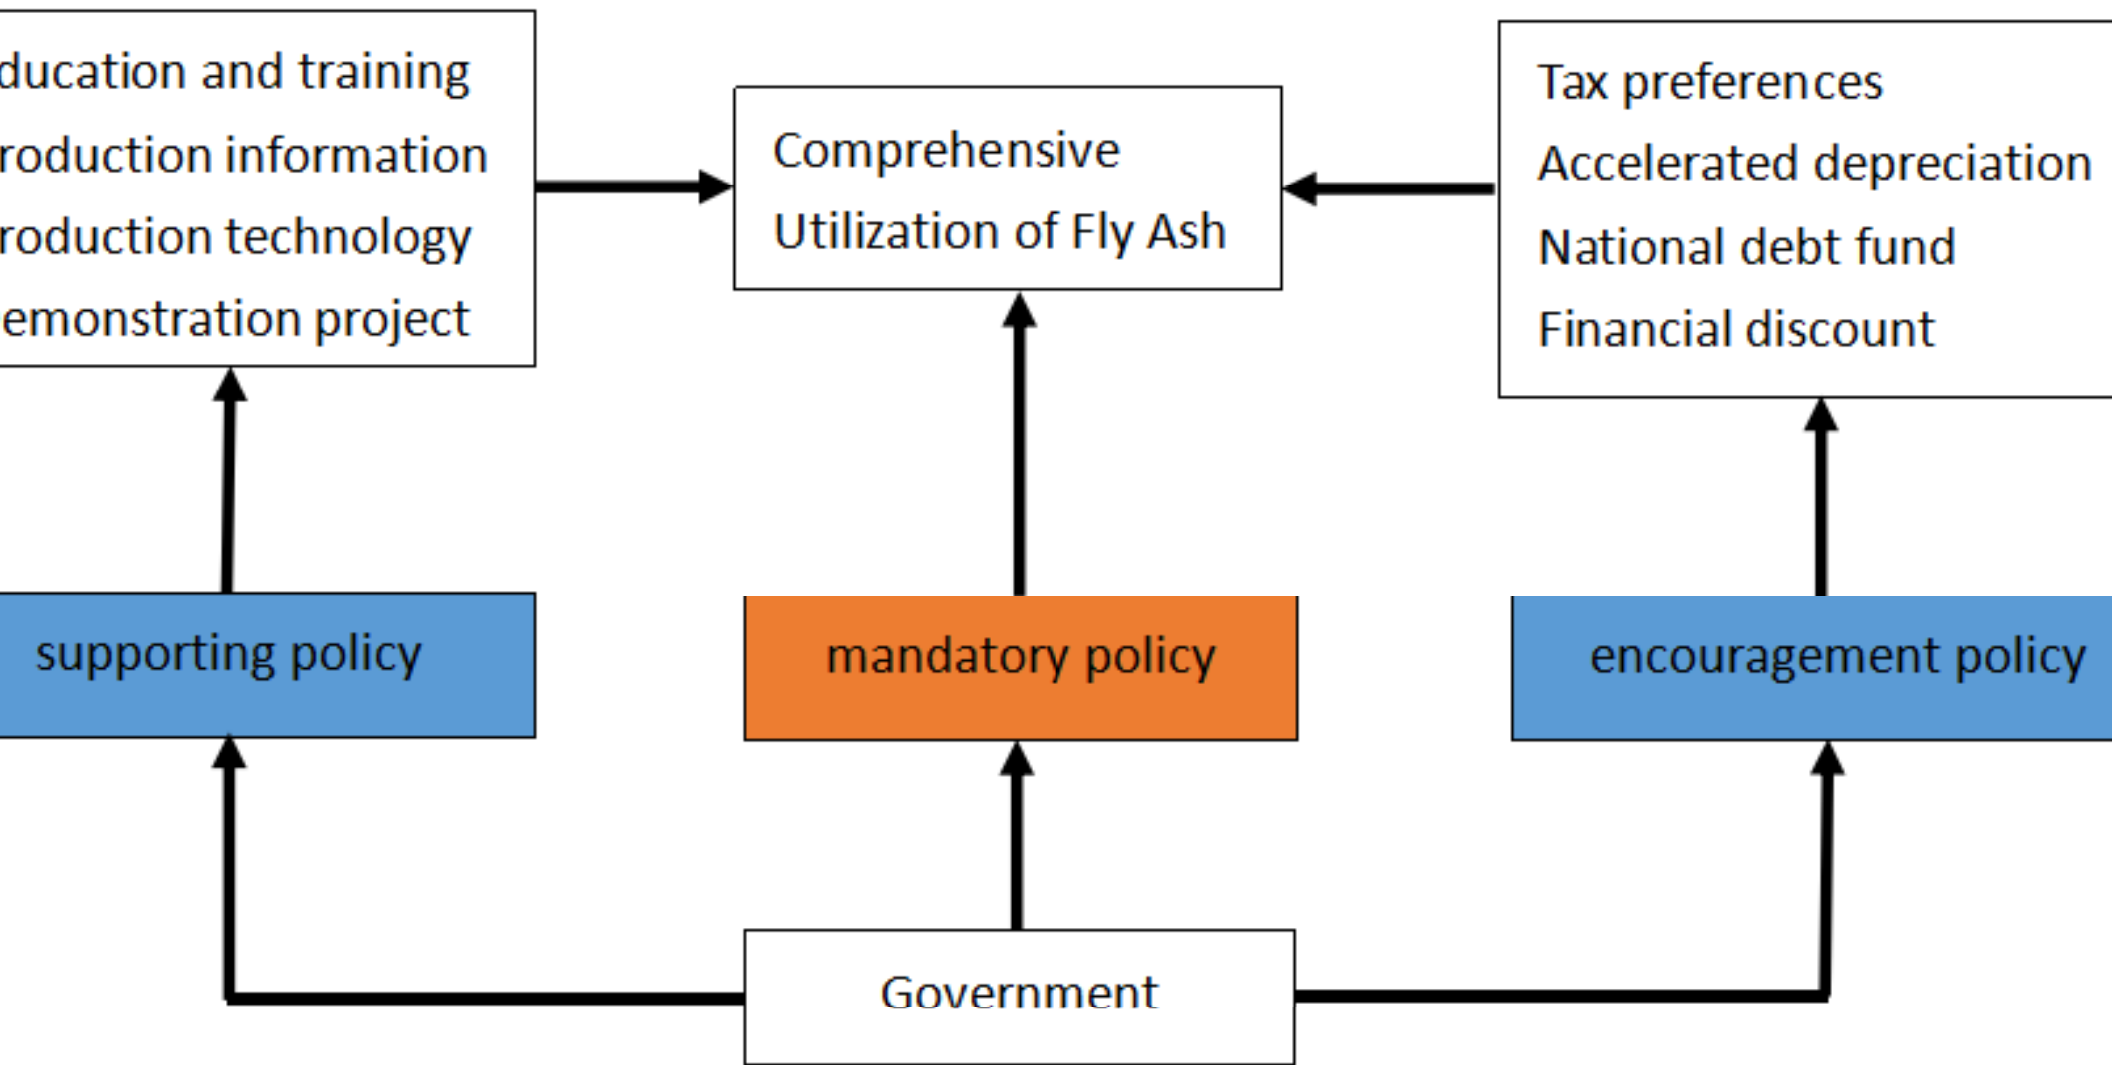 ducation and training
roduction information
roduction technology
emonstration project
Comprehensive
Utilization of Fly Ash
Tax preferences
Accelerated depreciation
National debt fund
Financial discount
supporting policy
mandatory policy
encouragement policy
Government